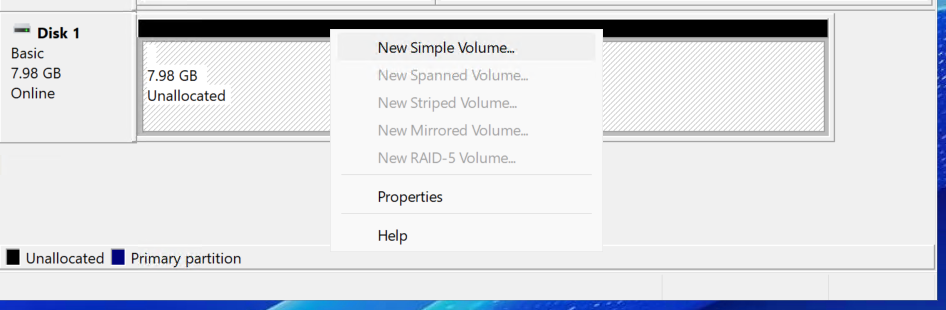 Disk 1
Basic
7.98 GB
Online
7.98 GB
Unallocated
New Simple Volume...
New Spanned Volume...
New Striped Volume...
New Mirrored Volume...
New RAID-5 Volume...
Properties
Help
Unallocated Primary partition